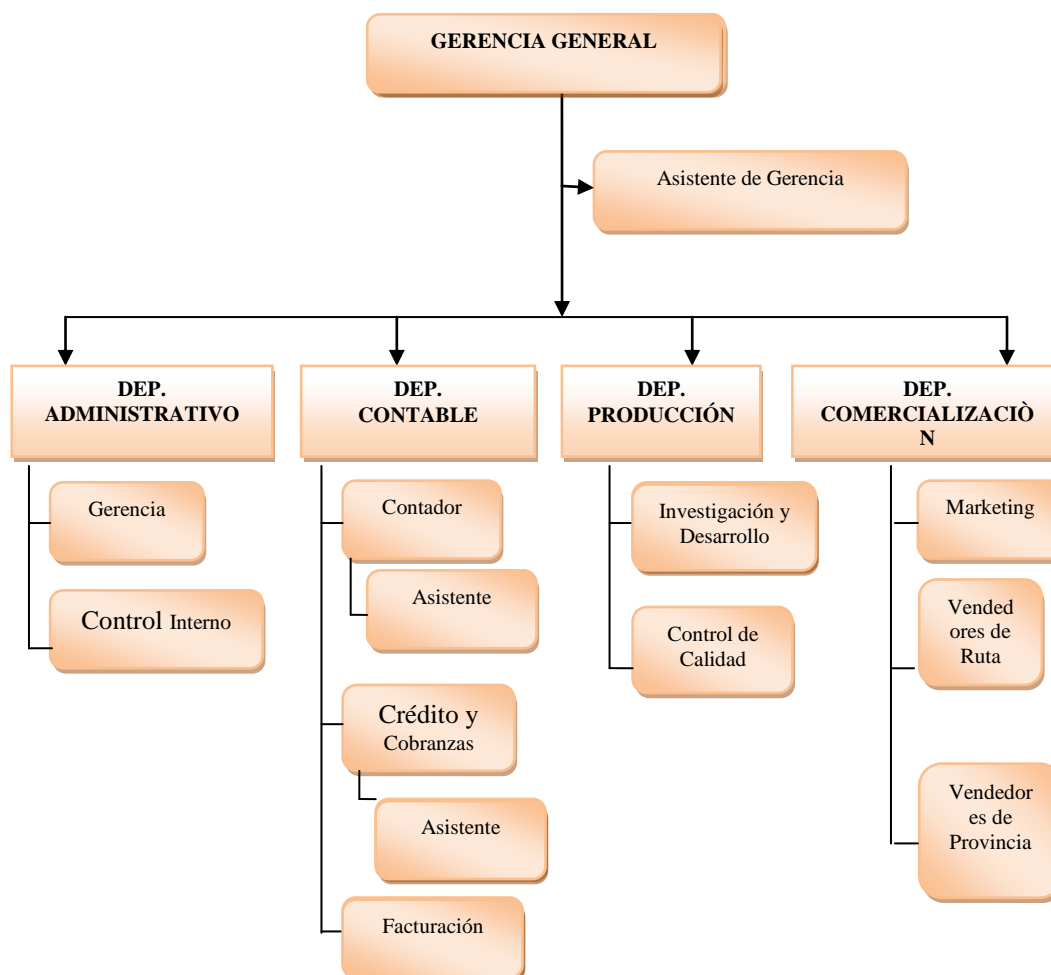 GERENCIA GENERAL
Asistente de Gerencia
DEP.
ADMINISTRATIVO
Gerencia
Control Interno
DEP.
CONTABLE
Contador
Asistente
Crédito y
Cobranzas
Asistente
Facturación
DEP.
PRODUCCIÓN
Investigación y
Desarrollo
Control de
Calidad
DEP.
COMERCIALIZACIÒ
N
Marketing
Vended
ores de
Ruta
Vendedor
es de
Provincia